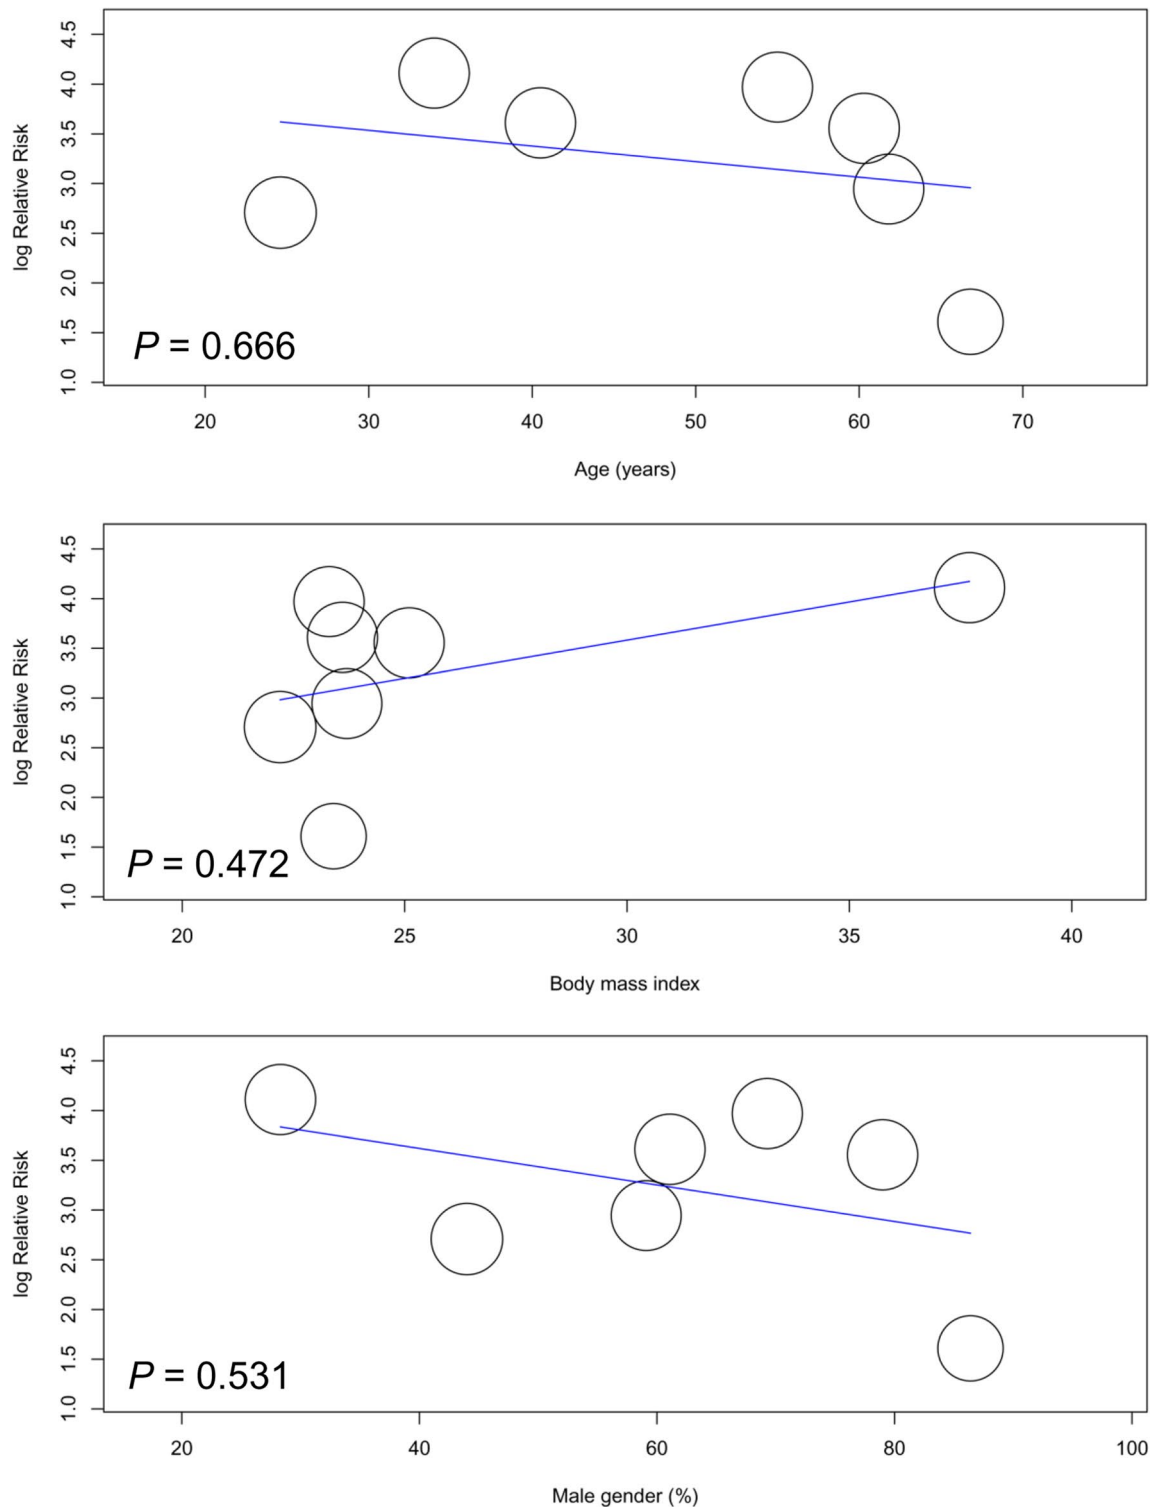 4.5
4.0
3.5
3.0
2.5
2.0
1.5
1.0
log Relative Risk
P = 0.666
20 30 40 50 60 70
Age (years)
4.5
4.0
3.5
3.0
2.5
2.0
1.5
1.0
log Relative Risk
P = 0.472
20 25 30 35 40
Body mass index
4.5
4.0
3.5
3.0
2.5
2.0
1.5
1.0
log Relative Risk
P = 0.531
20 40 60 80 100
Male gender (%)